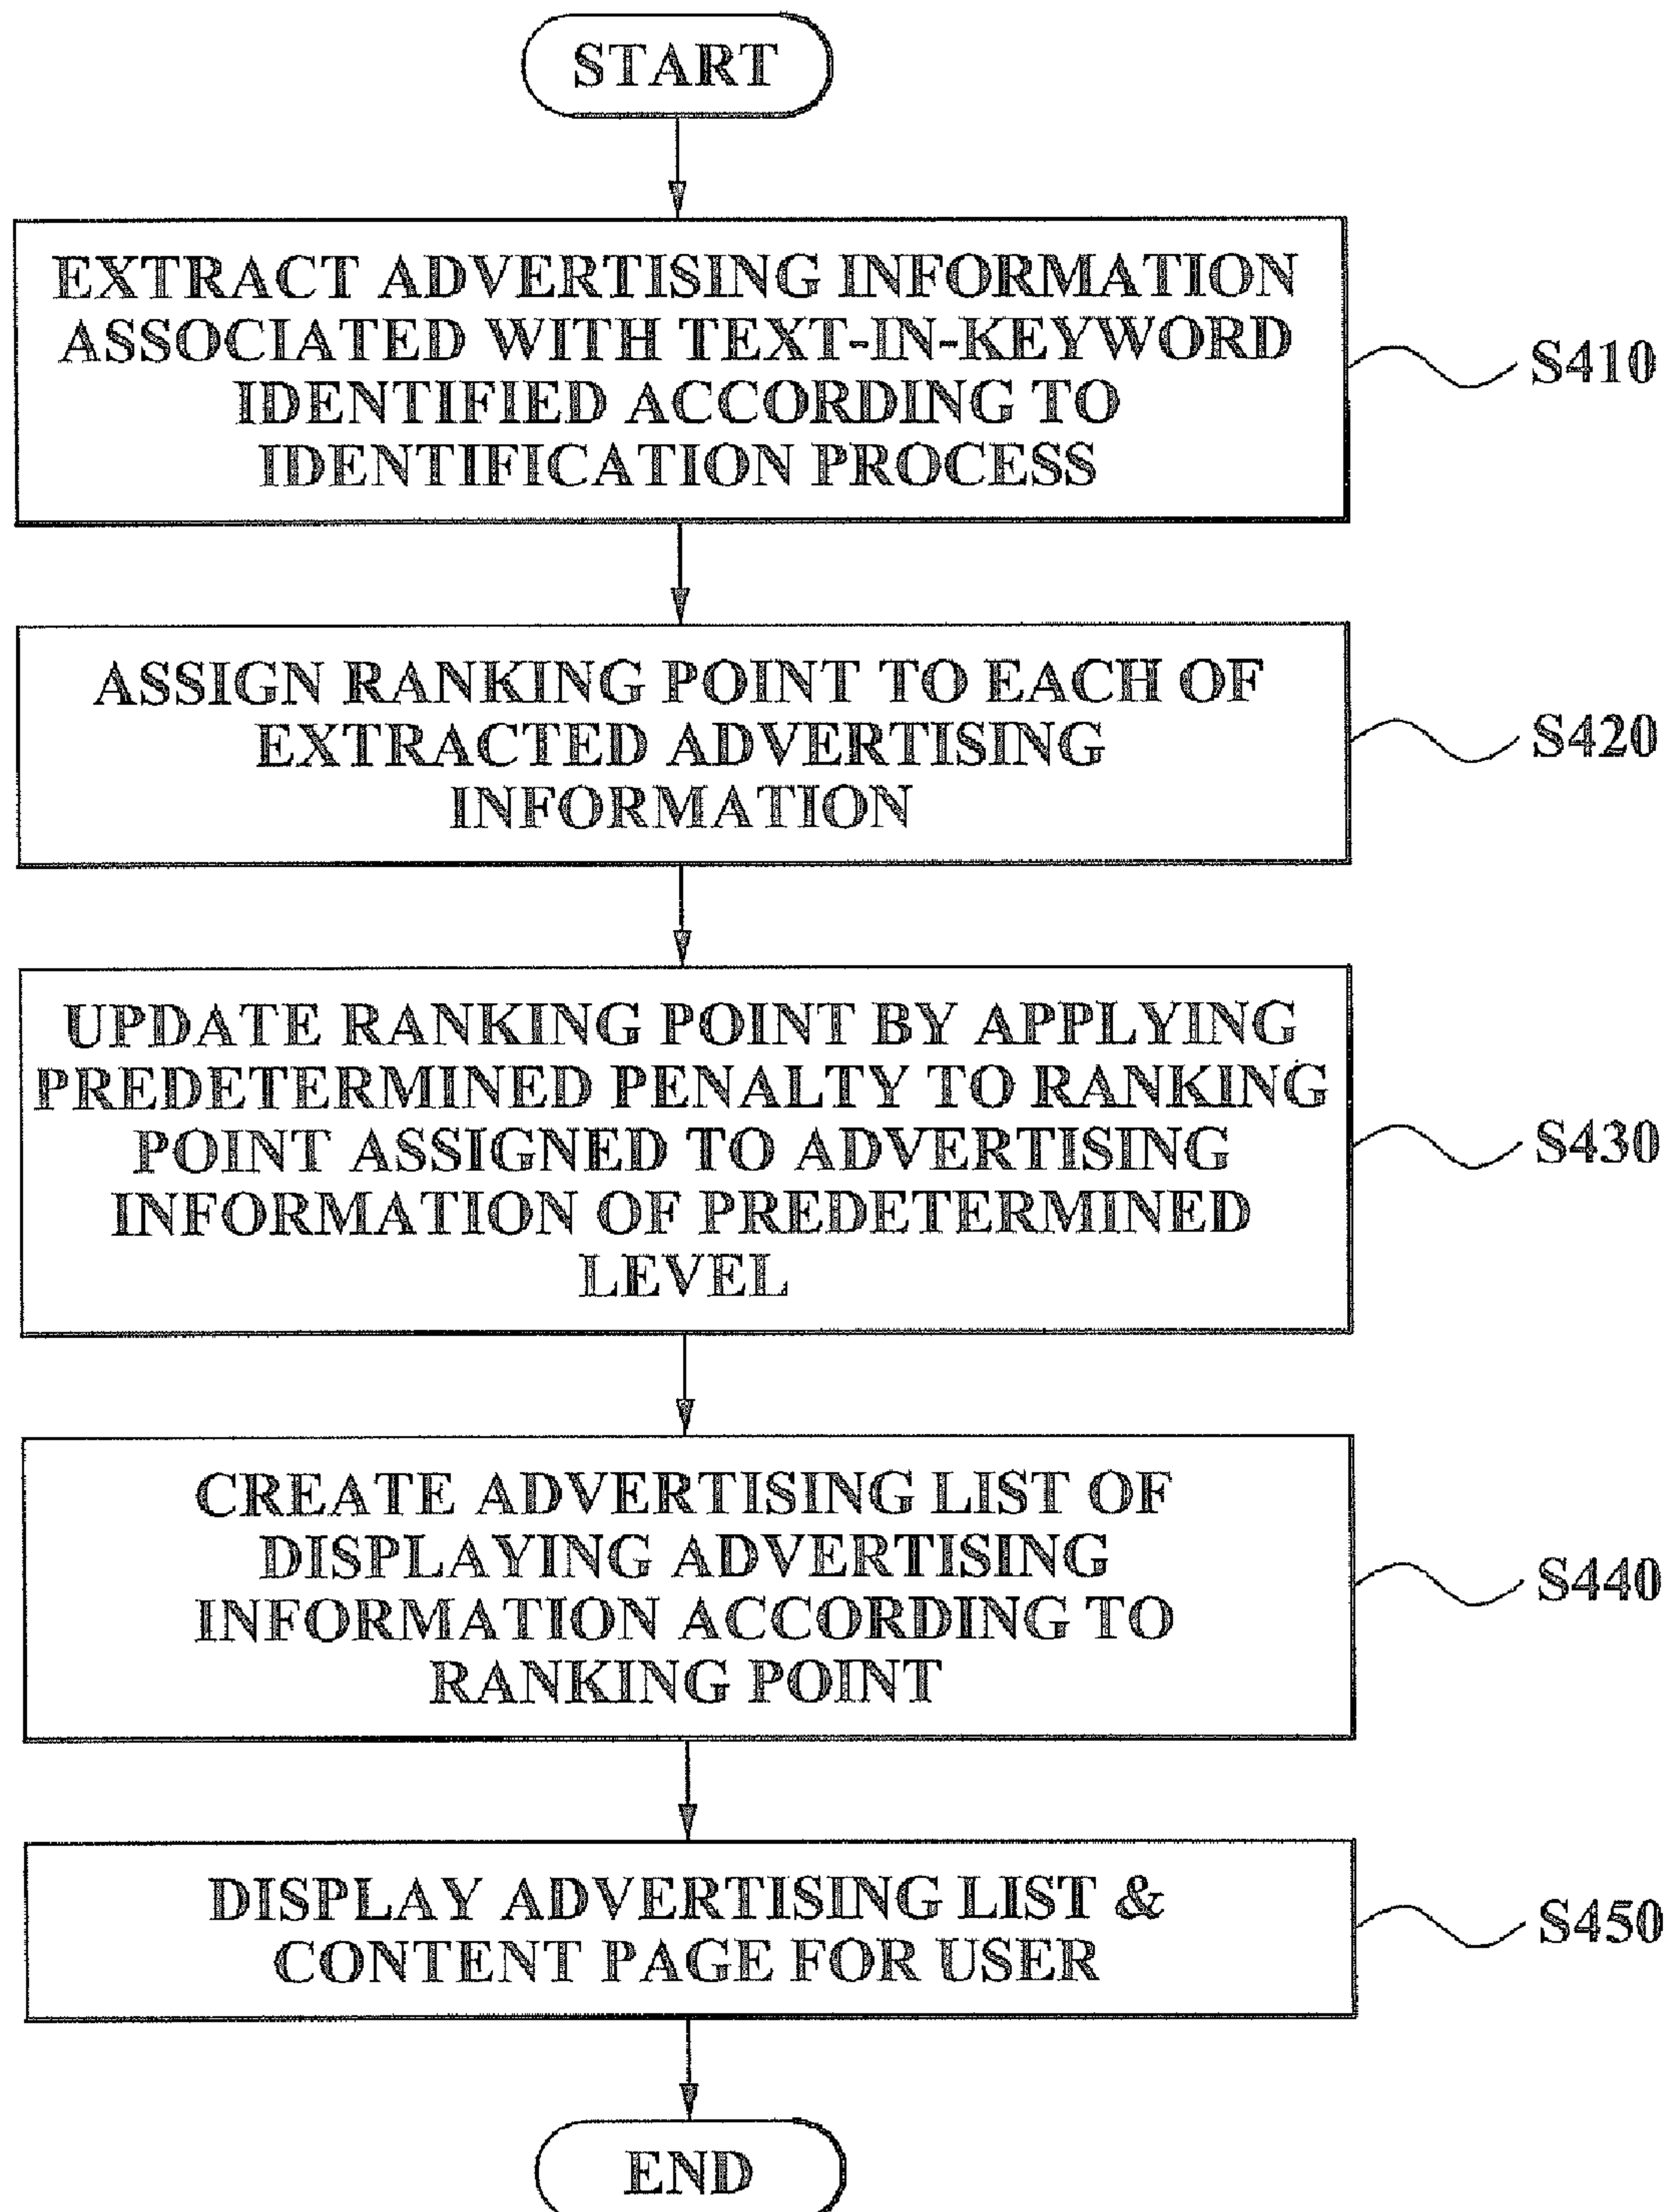 START
EXTRACT ADVERTISING INFORMATION
ASSOCIATED WITH TEXT-IN-KEYWORD
IDENTIFIED ACCORDING TO
IDENTIFICATION PROCESS
S410
ASSIGN RANKING POINT TO EACH OF
EXTRACTED ADVERTISING
INFORMATION
S420
UPDATE RANKING POINT BY APPLYING
PREDETERMINED PENALTY TO RANKING
POINT ASSIGNED TO ADVERTISING
INFORMATION OF PREDETERMINED
LEVEL
S430
CREATE ADVERTISING LIST OF
DISPLAYING ADVERTISING
INFORMATION ACCORDING TO
RANKING POINT
S440
DISPLAY ADVERTISING LIST &
CONTENT PAGE FOR USER
S450
END